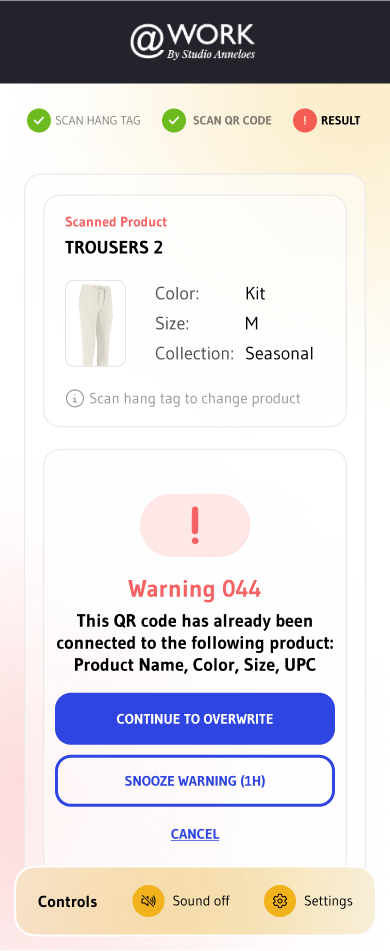 @WORK
By Studio Anneloes
SCAN HANG TAG
SCAN QR CODE
! RESULT
Scanned Product
TROUSERS 2
Color: Kit
Size: M
Collection: Seasonal
Scan hang tag to change product
!
Warning 044
This QR code has already been
connected to the following product:
Product Name, Color, Size, UPC
CONTINUE TO OVERWRITE
SNOOZE WARNING (1H)
CANCEL
Controls
Sound off
Settings